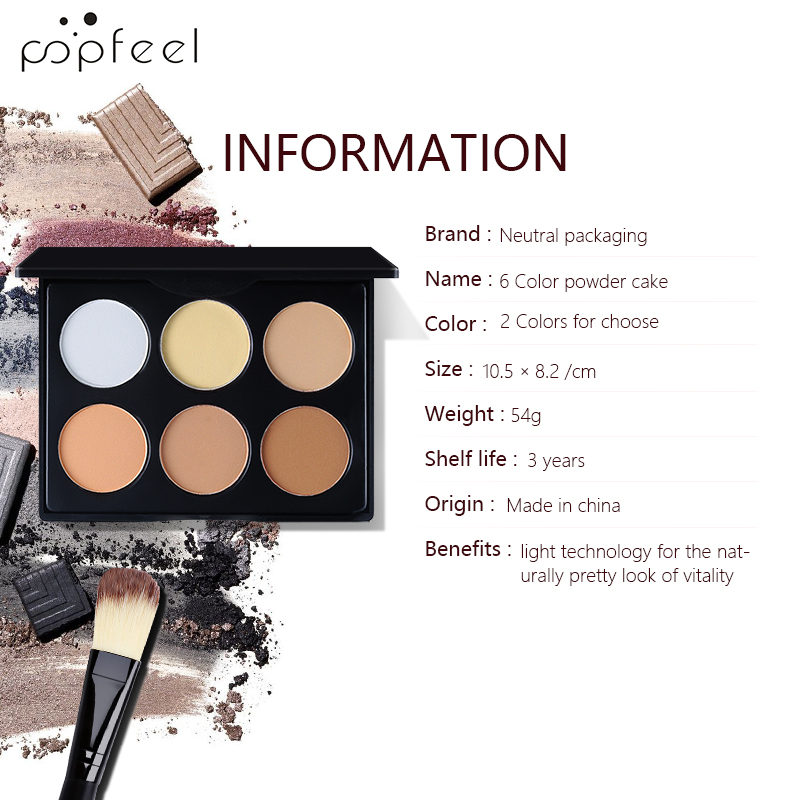 popfeel
INFORMATION
Brand : Neutral packaging
Name : 6 Color powder cake
Color : 2 Colors for choose
Size : 10.5 × 8.2 /cm
Weight : 54g
Shelf life : 3 years
Origin : Made in china
Benefits : light technology for the nat-
urally pretty look of vitality